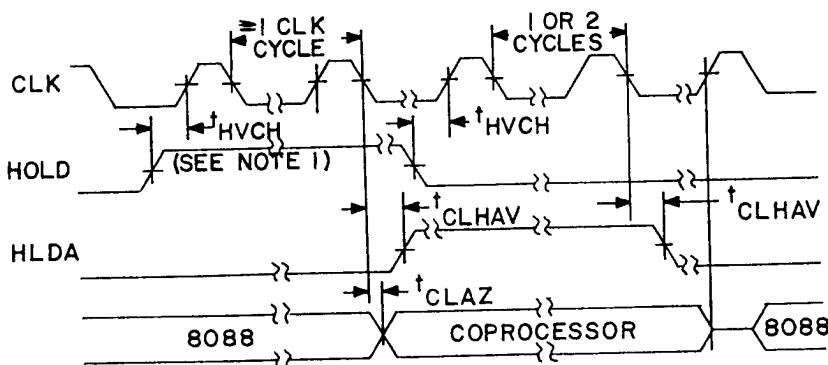 ≥1 CLK
CYCLE
1 OR 2
CYCLES
CLK
tHVCH
tHVCH
HOLD
(SEE NOTE 1)
tCLHAV
tCLHAV
HLDA
tCLAZ
8088
COPROCESSOR
8088